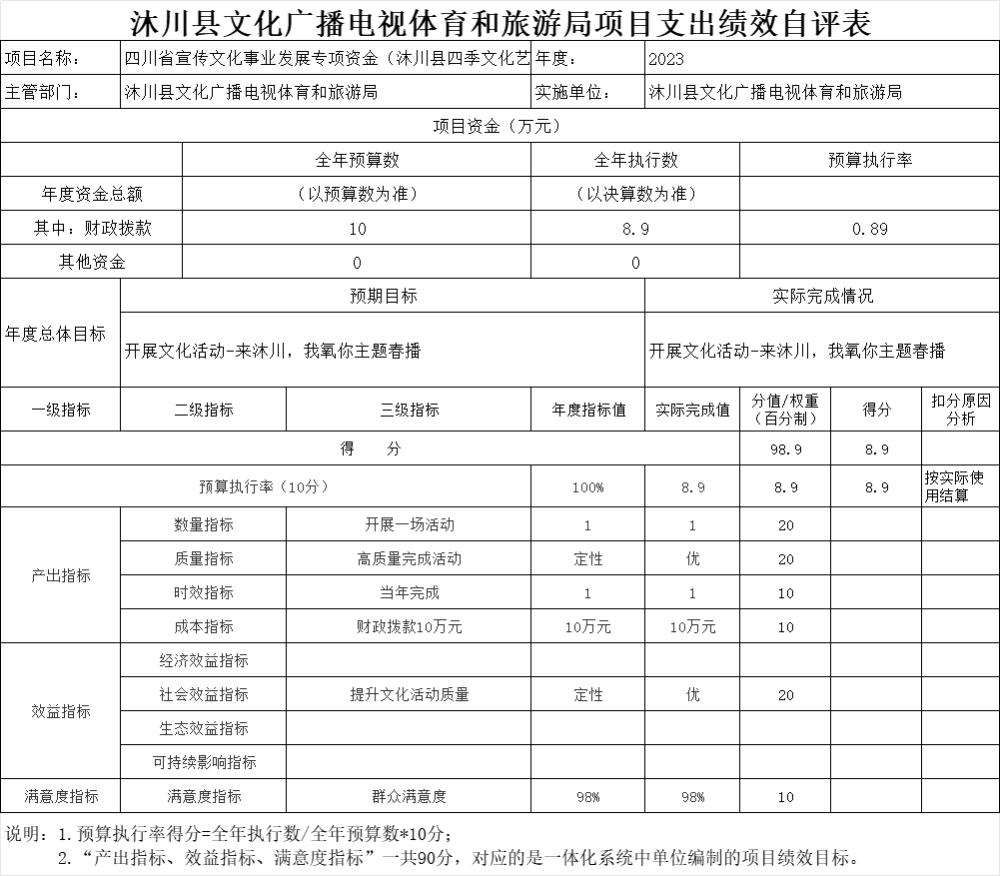 沐川县文化广播电视体育和旅游局项目支出绩效自评表
项目名称： 四川省宣传文化事业发展专项资金（沐川县四季文化艺 年度： 2023
主管部门： 沐川县文化广播电视体育和旅游局 实施单位： 沐川县文化广播电视体育和旅游局
项目资金（万元）
全年预算数 全年执行数 预算执行率
年度资金总额 （以预算数为准） （以决算数为准）
其中：财政拨款 10 8.9 0.89
其他资金 0 0
年度总体目标 预期目标 实际完成情况
开展文化活动-来沐川，我氧你主题春播 开展文化活动-来沐川，我氧你主题春播
一级指标 二级指标 三级指标 年度指标值 实际完成值 分值/权重（百分制） 得分 扣分原因分析
得 分 98.9 8.9
预算执行率（10分） 100% 8.9 8.9 8.9 按实际使用结算
产出指标 数量指标 开展一场活动 1 1 20
质量指标 高质量完成活动 定性 优 20
时效指标 当年完成 1 1 10
成本指标 财政拨款10万元 10万元 10万元 10
效益指标 经济效益指标
社会效益指标 提升文化活动质量 定性 优 20
生态效益指标
可持续影响指标
满意度指标 满意度指标 群众满意度 98% 98% 10
说明：1.预算执行率得分=全年执行数/全年预算数*10分；
2.“产出指标、效益指标、满意度指标”一共90分，对应的是一体化系统中单位编制的项目绩效目标。